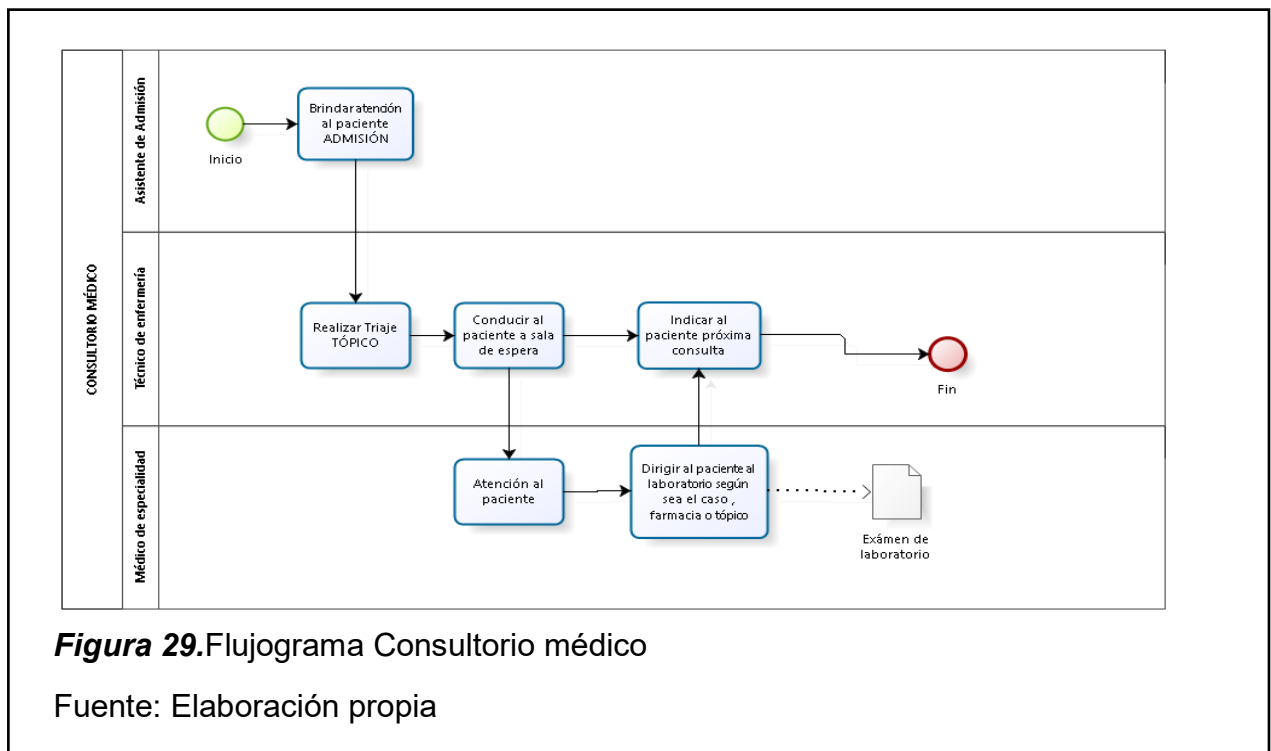 CONSULTORIO MÉDICO
Asistente de Admisión
Inicio
Brindar atención
al paciente
ADMISIÓN
Técnico de enfermería
Realizar Triaje
TÓPICO
Conducir al
paciente a sala
de espera
Indicar al
paciente próxima
consulta
Fin
Médico de especialidad
Atención al
paciente
Dirigir al paciente al
laboratorio según
sea el caso ,
farmacia o tópico
Exámen de
laboratorio
Figura 29.Flujograma Consultorio médico
Fuente: Elaboración propia